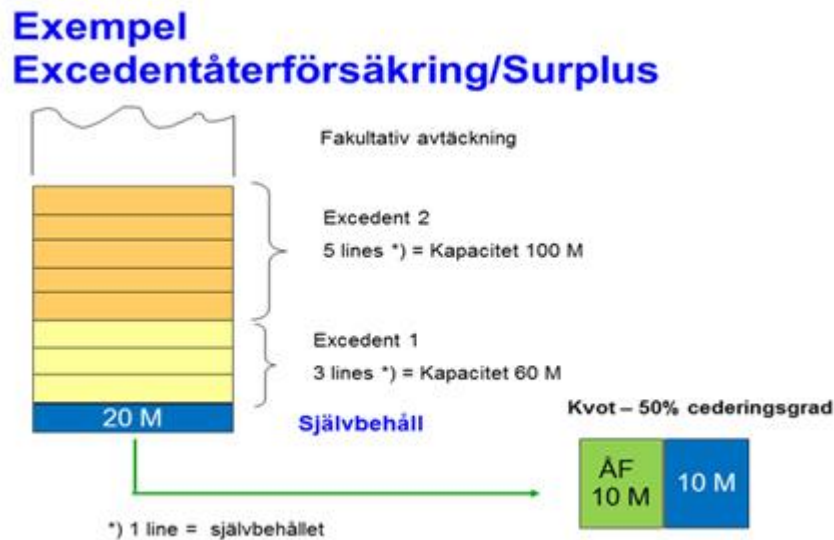 Exempel
Excedentåterförsäkring/Surplus
Fakultativ avtäckning
Excedent 2
5 lines *) = Kapacitet 100 M
Excedent 1
3 lines *) = Kapacitet 60 M
20 M
Självbehåll
Kvot – 50% cederingsgrad
ÅF
10 M
10 M
*) 1 line = självbehållet